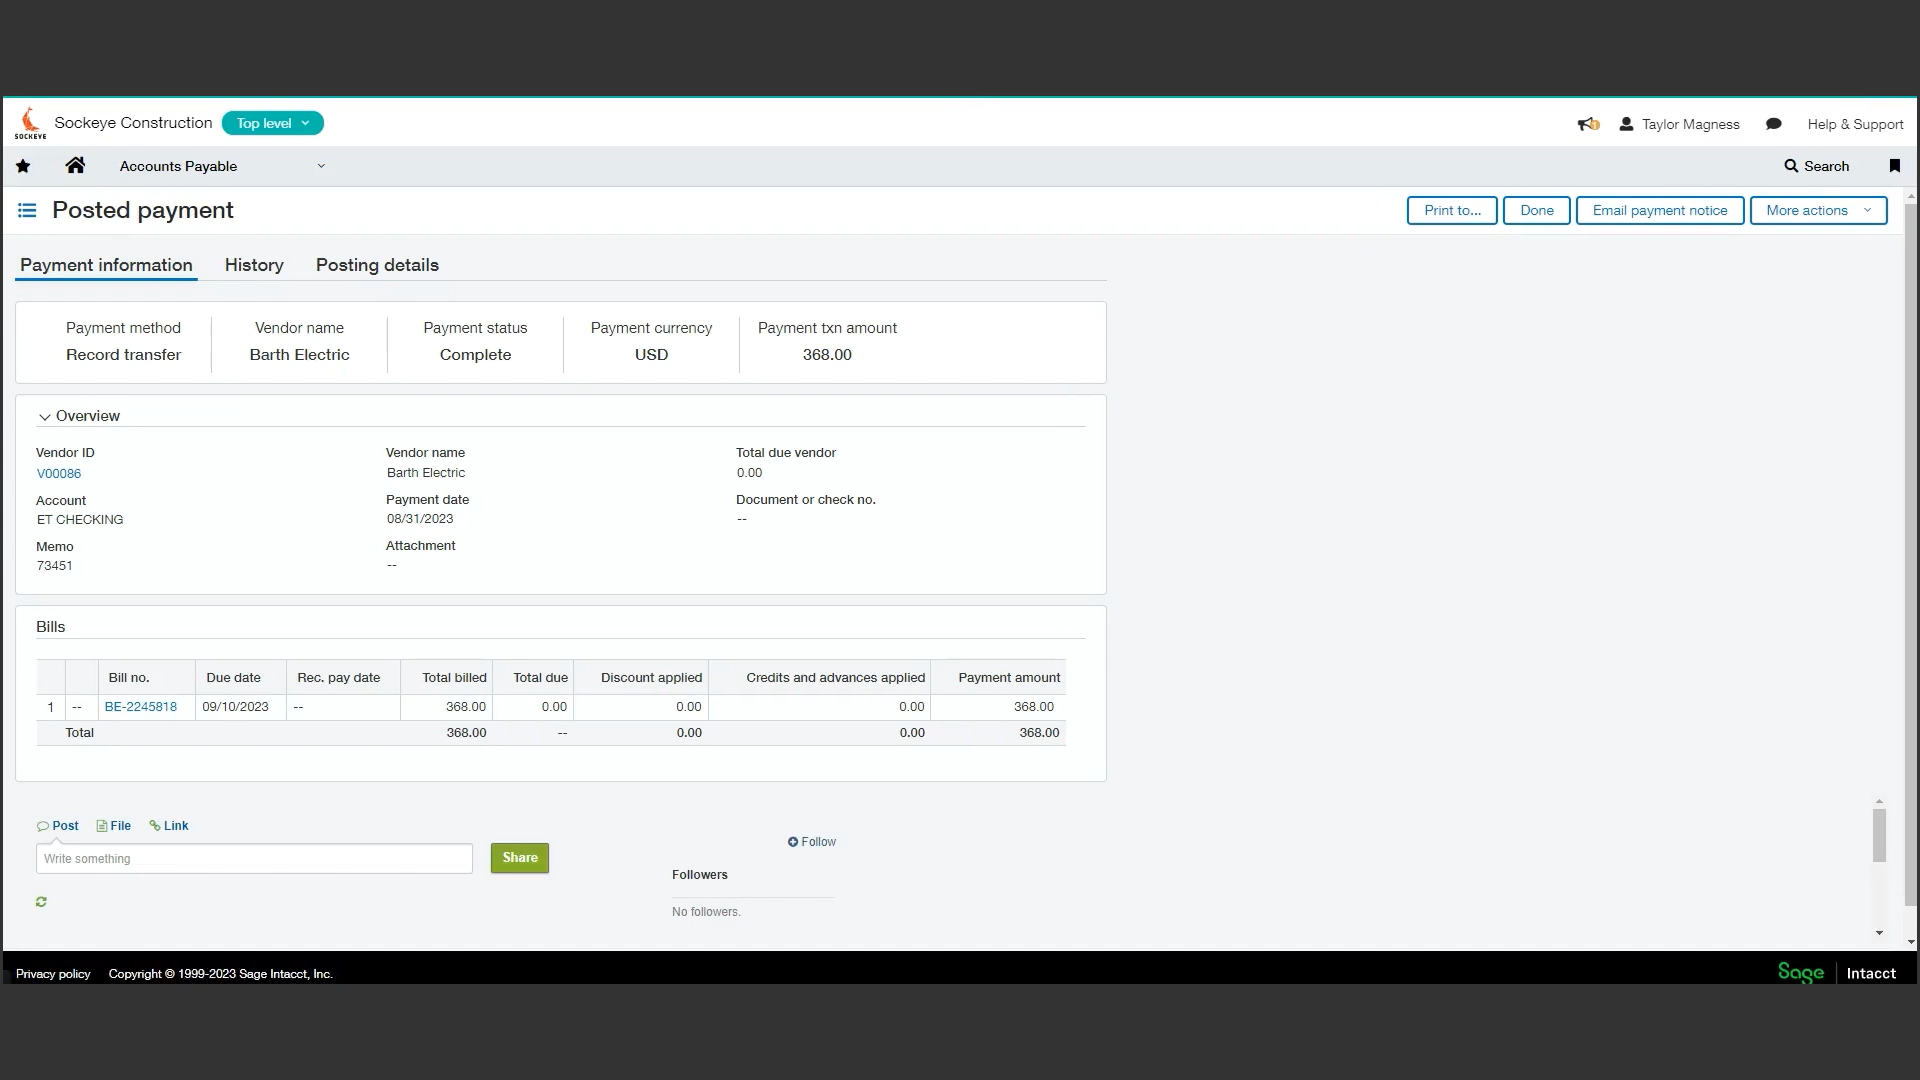 SOCKEYE
Sockeye Construction Top level
Taylor Magness Help & Support
Accounts Payable Search
Posted payment Print to... Done Email payment notice More actions
Payment information History Posting details
Payment method Vendor name Payment status Payment currency Payment txn amount
Record transfer Barth Electric Complete USD 368.00
Overview
Vendor ID Vendor name Total due vendor
V00086 Barth Electric 0.00
Account Payment date Document or check no.
ET CHECKING 08/31/2023 --
Memo Attachment
73451 --
Bills
Bill no. Due date Rec. pay date Total billed Total due Discount applied Credits and advances applied Payment amount
1 -- BE-2245818 09/10/2023 -- 368.00 0.00 0.00 0.00 368.00
Total 368.00 -- 0.00 0.00 368.00
Post File Link
Follow
Write something Share
Followers
No followers.
Privacy policy Copyright © 1999-2023 Sage Intacct, Inc. Sage Intacct